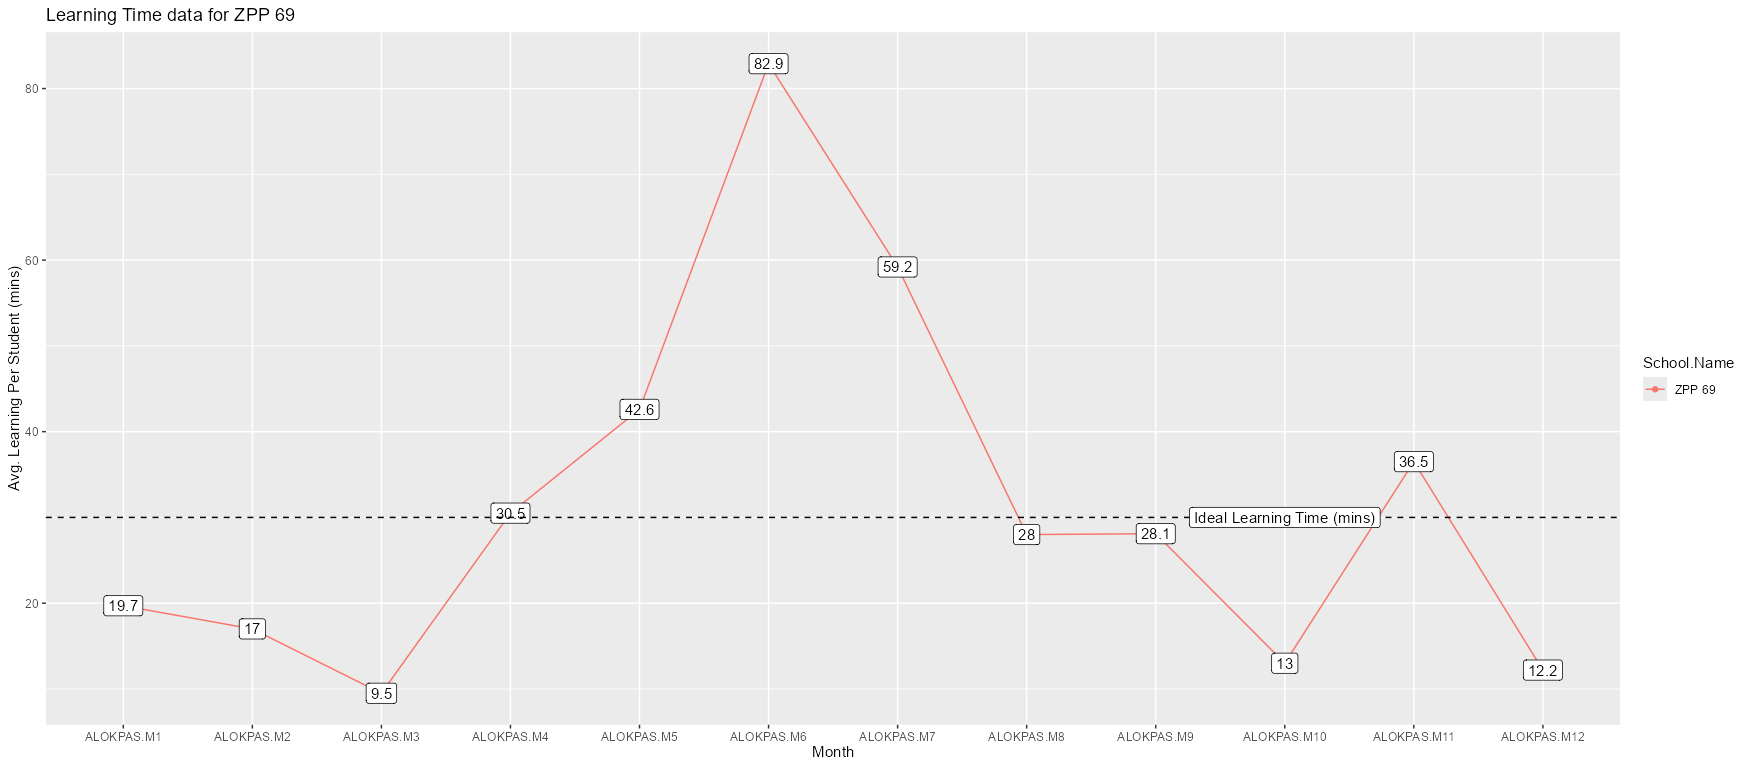 Learning Time data for ZPP 69
Avg. Learning Per Student (mins)
80
60
40
20
19.7
17
9.5
30.5
42.6
82.9
59.2
28
28.1
13
36.5
12.2
Ideal Learning Time (mins)
ALOKPAS.M1 ALOKPAS.M2 ALOKPAS.M3 ALOKPAS.M4 ALOKPAS.M5 ALOKPAS.M6 ALOKPAS.M7 ALOKPAS.M8 ALOKPAS.M9 ALOKPAS.M10 ALOKPAS.M11 ALOKPAS.M12
Month
School.Name
ZPP 69